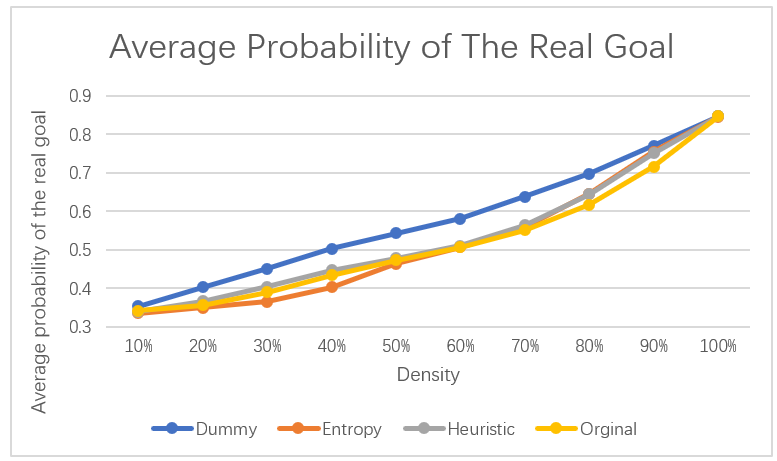 Average Probability of The Real Goal
Average probability of the real goal
0.9
0.8
0.7
0.6
0.5
0.4
0.3
10% 20% 30% 40% 50% 60% 70% 80% 90% 100%
Density
Dummy Entropy Heuristic Orginal